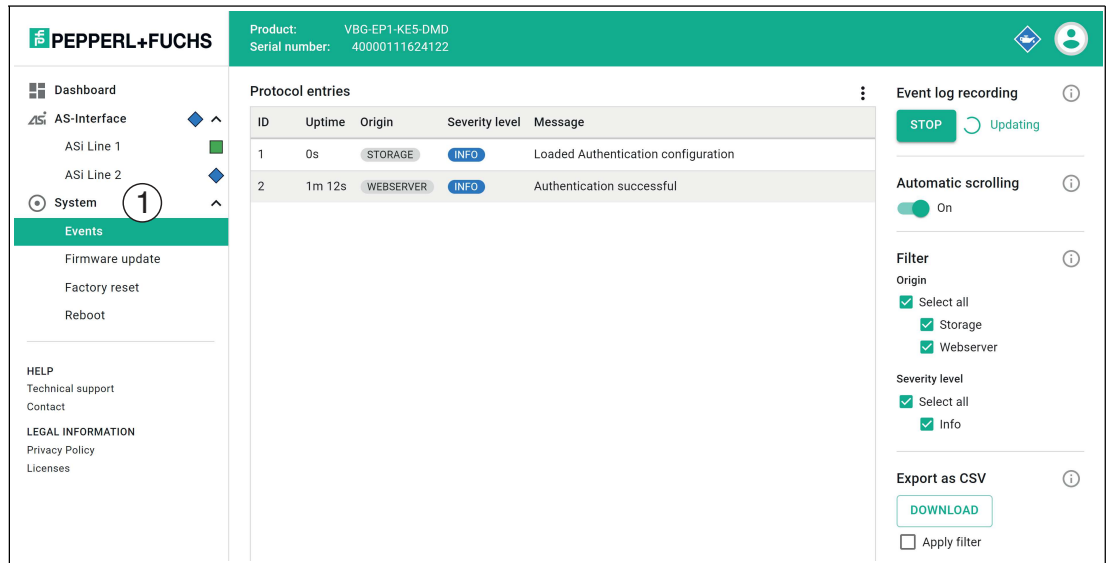 PEPPERL+FUCHS
Product: VBG-EP1-KE5-DMD
Serial number: 40000111624122
Dashboard
AS-Interface
ASi Line 1
ASi Line 2
System
1
Events
Firmware update
Factory reset
Reboot
HELP
Technical support
Contact
LEGAL INFORMATION
Privacy Policy
Licenses
Protocol entries
ID Uptime Origin Severity level Message
1 0s STORAGE INFO Loaded Authentication configuration
2 1m 12s WEBSERVER INFO Authentication successful
Event log recording
STOP Updating
Automatic scrolling
On
Filter
Origin
Select all
Storage
Webserver
Severity level
Select all
Info
Export as CSV
DOWNLOAD
Apply filter